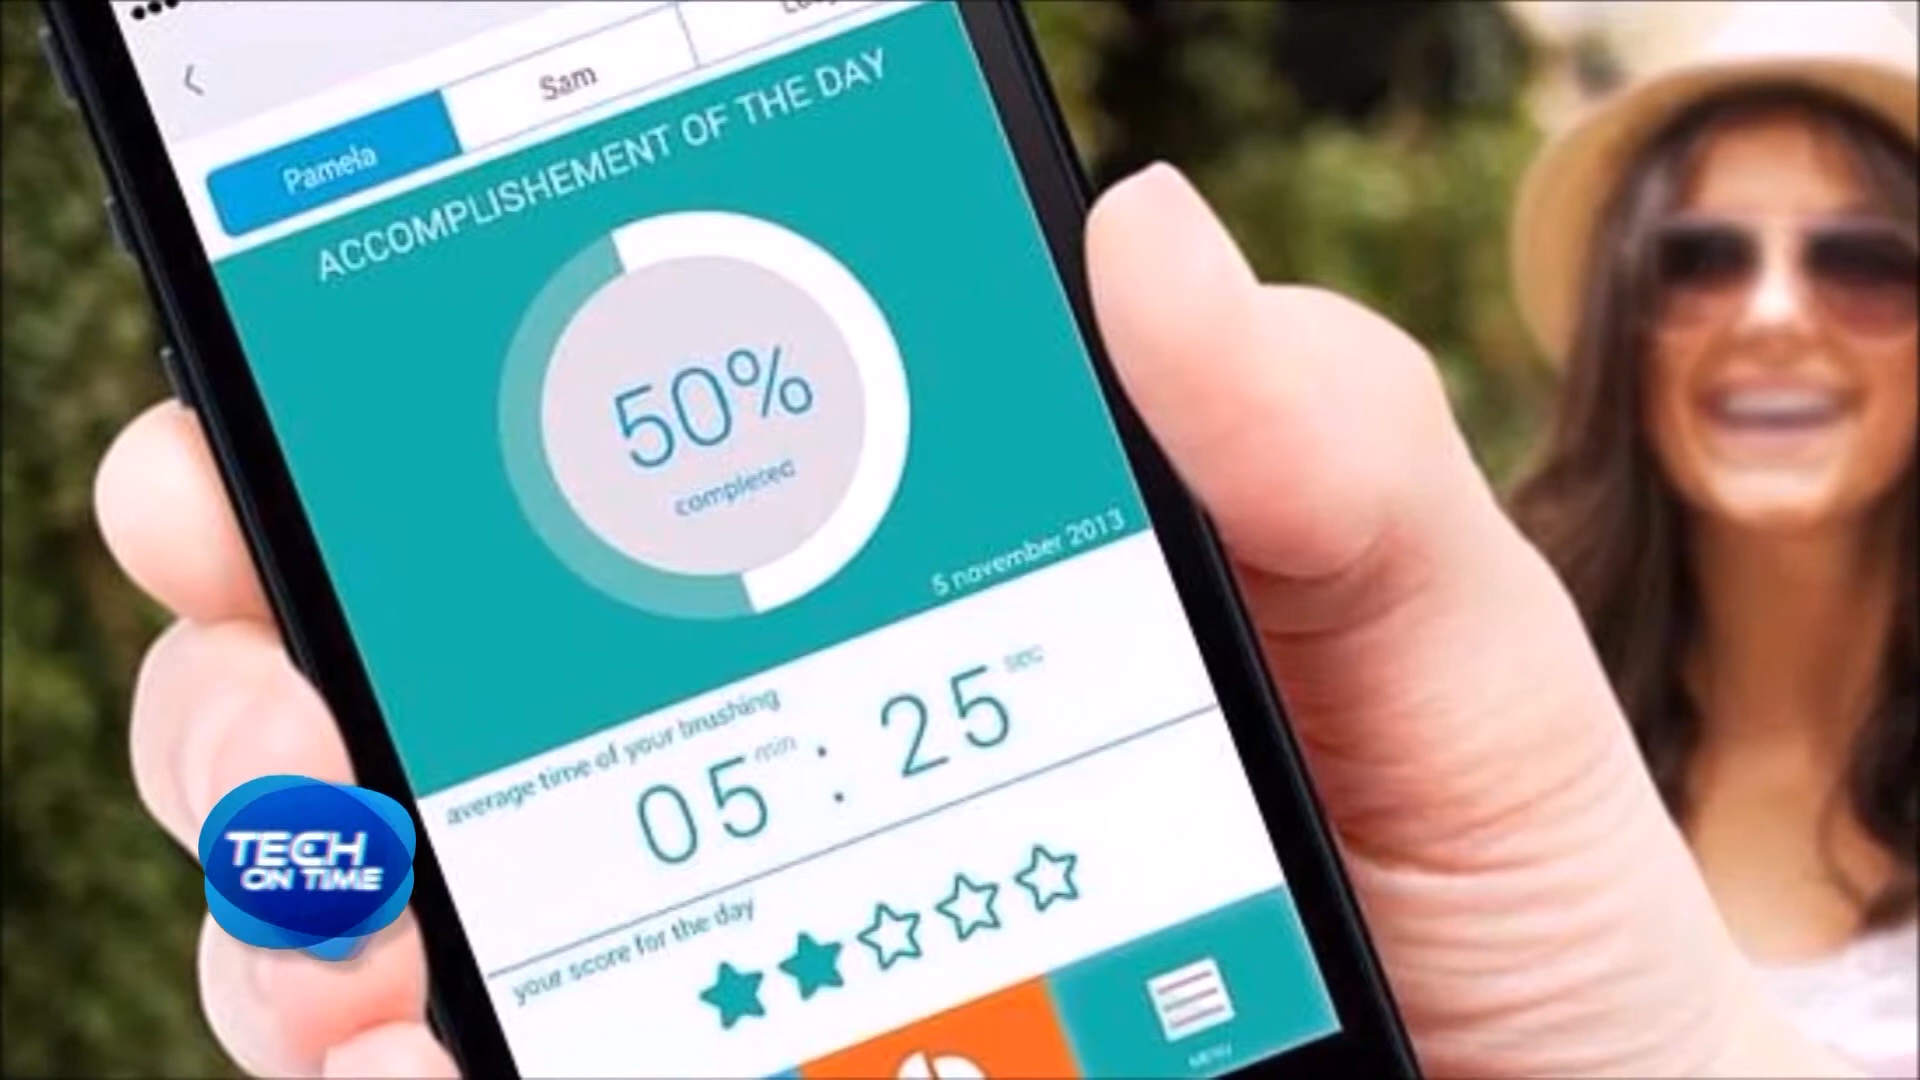 Sam
Pamela
ACCOMPLISHEMENT OF THE DAY
50%
completed
5 november 2013
average time of your brushing
05 min : 25 sec
your score for the day
MENU
TECH
ON TIME